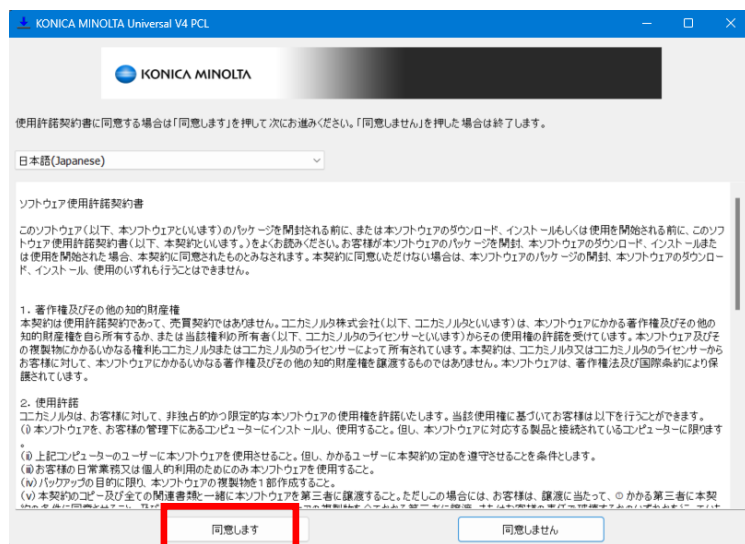 KONICA MINOLTA Universal V4 PCL
KONICA MINOLTA
使用許諾契約書に同意する場合は「同意します」を押して次にお進みください。「同意しません」を押した場合は終了します。
日本語(Japanese)
ソフトウェア使用許諾契約書
このソフトウェア(以下、本ソフトウェアといいます)のパッケージを開封される前に、または本ソフトウェアのダウンロード、インストールもしくは使用を開始される前に、このソフ
トウェア使用許諾契約書(以下、本契約といいます。)をよくお読みください。お客様が本ソフトウェアのパッケージを開封、本ソフトウェアのダウンロード、インストールまた
は使用を開始された場合、本契約に同意されたものとみなされます。本契約に同意いただけない場合は、本ソフトウェアのパッケージの開封、本ソフトウェアのダウンロー
ド、インストール、使用のいずれも行うことはできません。
1. 著作権及びその他の知的財産権
本契約は使用許諾契約であって、売買契約ではありません。コニカミノルタ株式会社(以下、コニカミノルタといいます)は、本ソフトウェアにかかる著作権及びその他の
知的財産権を自ら所有するか、または当該権利の所有者(以下、コニカミノルタのライセンサーといいます)からその使用権の許諾を受けています。本ソフトウェア及びそ
の複製物にかかるいかなる権利もコニカミノルタまたはコニカミノルタのライセンサーによって所有されています。本契約は、コニカミノルタ又はコニカミノルタのライセンサーから
お客様に対して、本ソフトウェアにかかるいかなる著作権及びその他の知的財産権を譲渡するものではありません。本ソフトウェアは、著作権法及び国際条約により保
護されています。
2. 使用許諾
コニカミノルタは、お客様に対して、非独占的かつ限定的な本ソフトウェアの使用権を許諾いたします。当該使用権に基づいてお客様は以下を行うことができます。
(i) 本ソフトウェアを、お客様の管理下にあるコンピューターにインストールし、使用すること。但し、本ソフトウェアに対応する製品と接続されているコンピューターに限ります
。
(ii) 上記コンピューターのユーザーに本ソフトウェアを使用させること。但し、かかるユーザーに本契約の定めを遵守させることを条件とします。
(iii) お客様の日常業務又は個人的利用のためにのみ本ソフトウェアを使用すること。
(iv) バックアップの目的に限り、本ソフトウェアの複製物を1部作成すること。
(v) 本契約のコピー及び全ての関連書類と一緒に本ソフトウェアを第三者に譲渡すること。ただしこの場合には、お客様は、譲渡に当たって、① かかる第三者に本契
同意します
同意しません